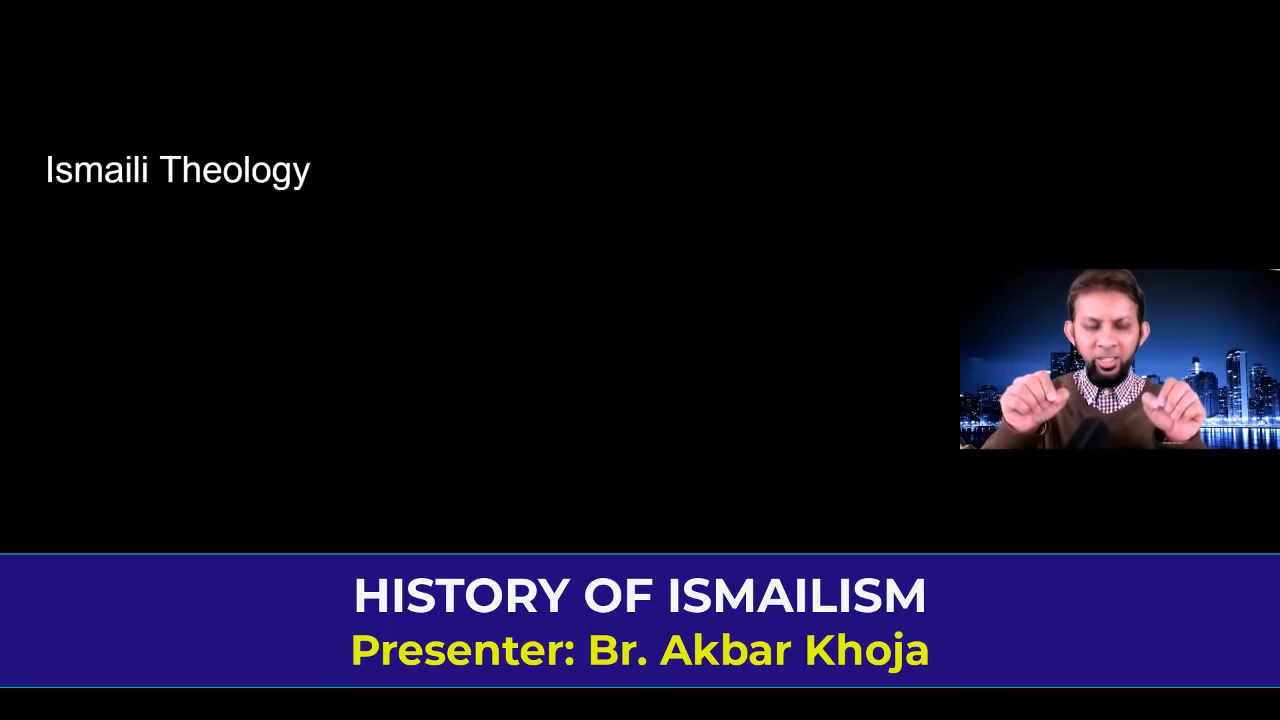 Ismaili Theology
HISTORY OF ISMAILISM
Presenter: Br. Akbar Khoja